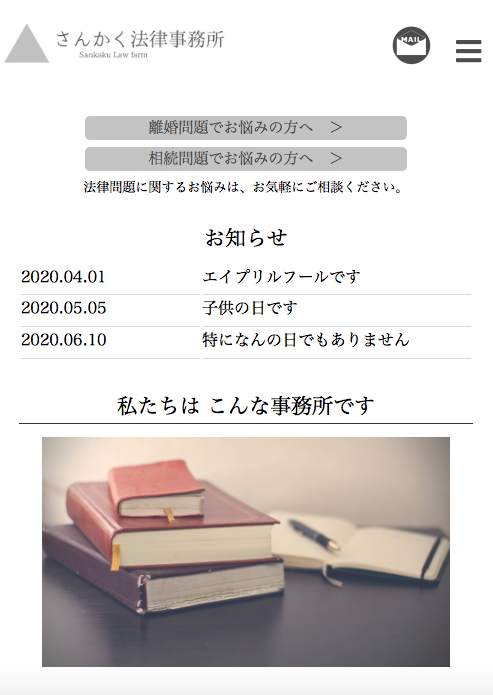 さんかく法律事務所
Sankaku Law farm
MAIL
離婚問題でお悩みの方へ　＞
相続問題でお悩みの方へ　＞
法律問題に関するお悩みは、お気軽にご相談ください。
お知らせ
2020.04.01 エイプリルフールです
2020.05.05 子供の日です
2020.06.10 特になんの日でもありません
私たちは こんな事務所です